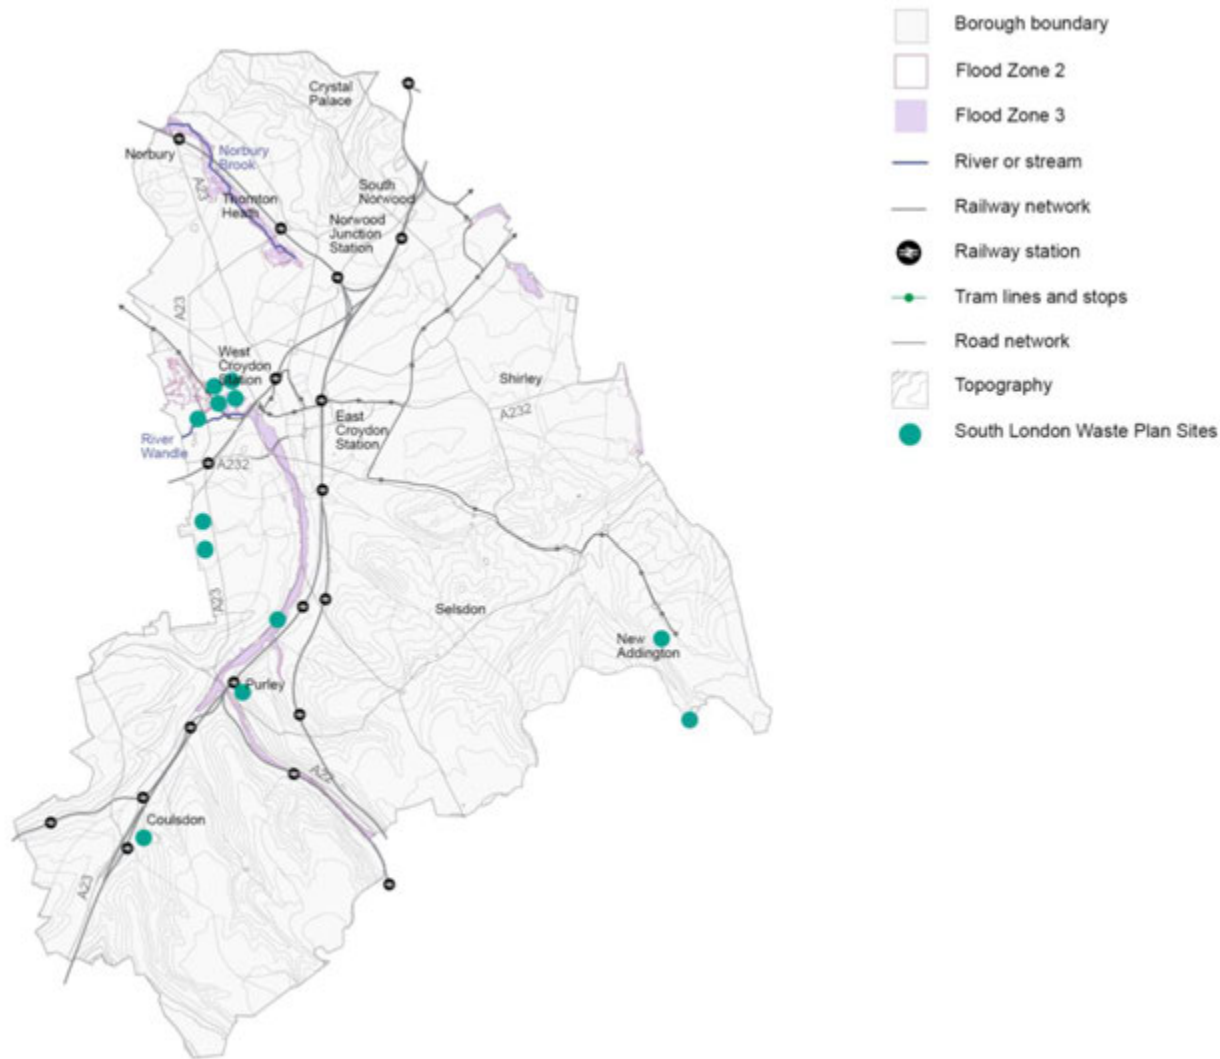 Borough boundary
Flood Zone 2
Flood Zone 3
River or stream
Railway network
Railway station
Tram lines and stops
Road network
Topography
South London Waste Plan Sites
Crystal
Palace
Norbury
Norbury
Brook
A23
Thornton
Heath
South
Norwood
Norwood
Junction
Station
A23
West
Croydon
Station
Shirley
A232
East
Croydon
Station
River
Wandle
A232
A23
Selsdon
New
Addington
Purley
A22
Coulsdon
A23